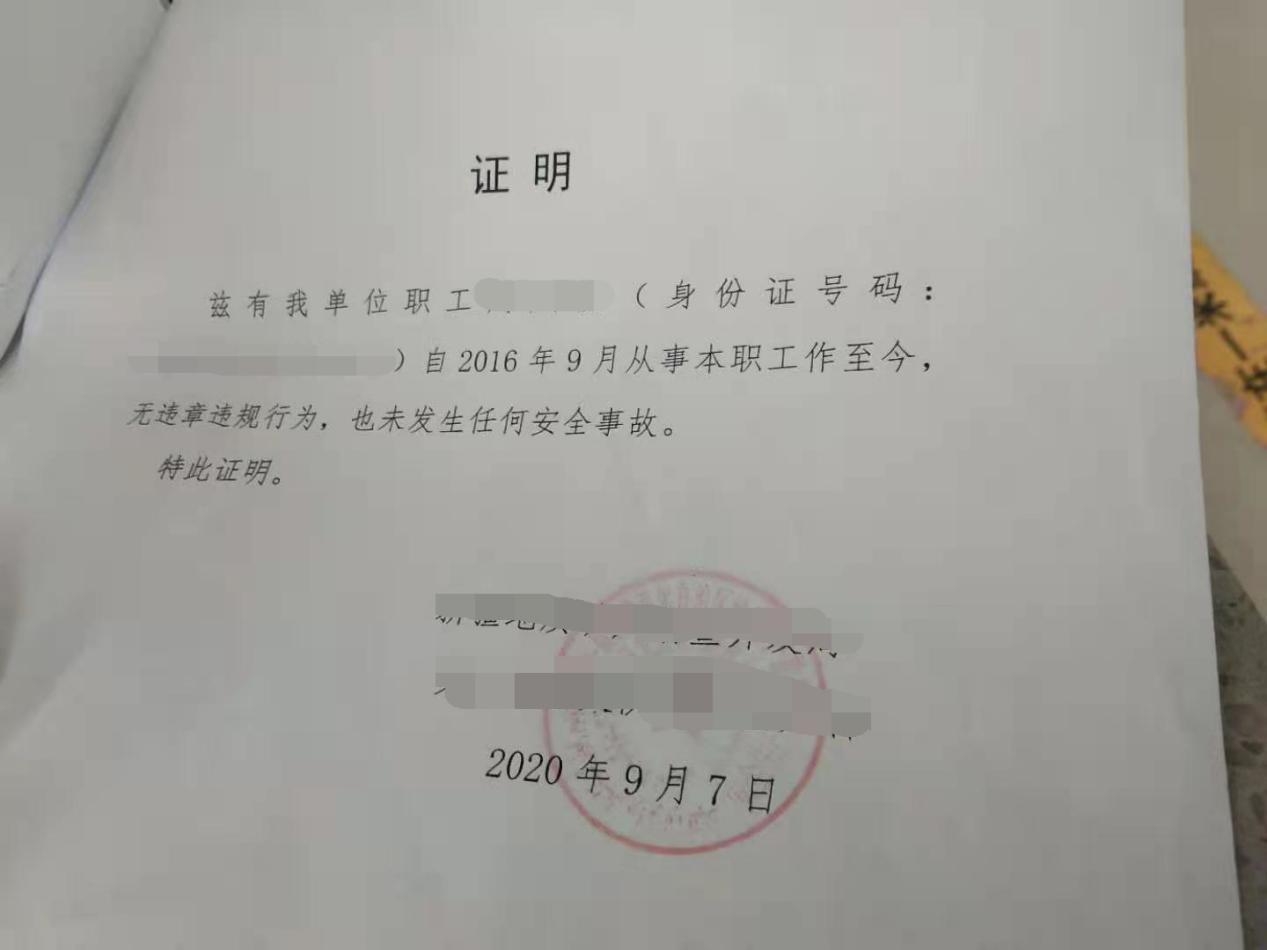 证明
兹有我单位职工（身份证号码：
）自2016年9月从事本职工作至今，
无违章违规行为，也未发生任何安全事故。
特此证明。
2020年9月7日